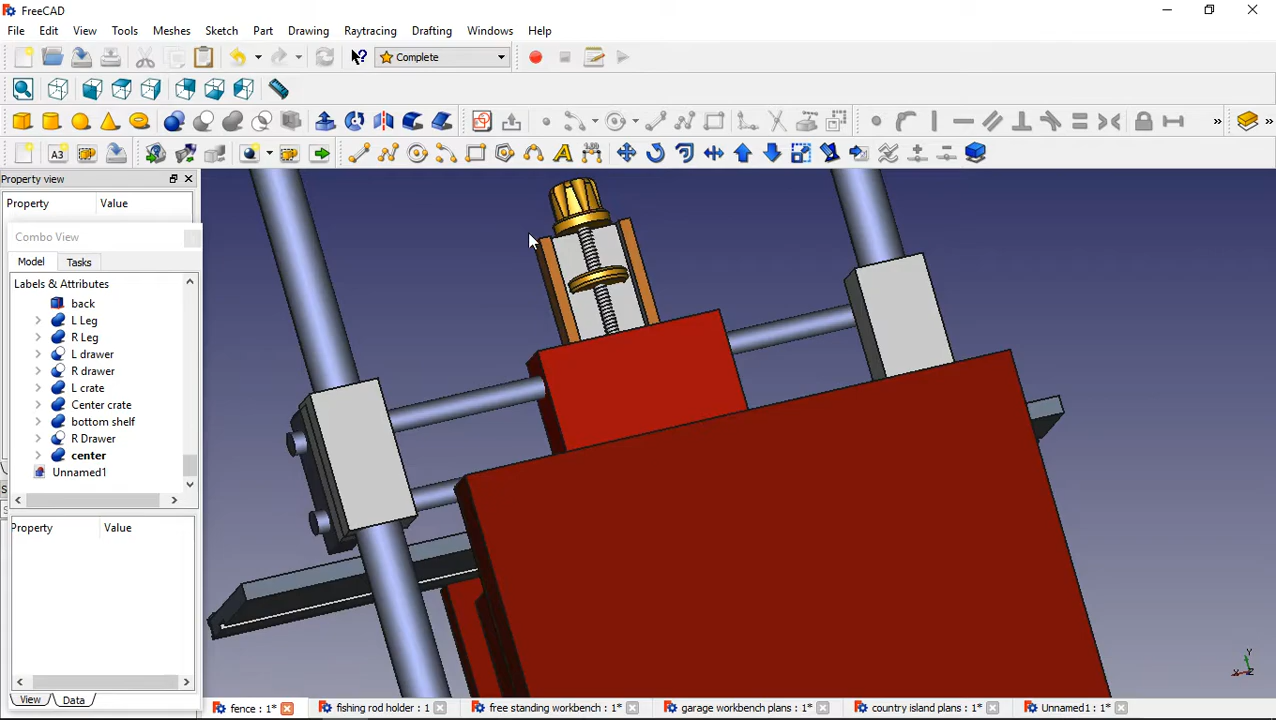 FreeCAD
File Edit View Tools Meshes Sketch Part Drawing Raytracing Drafting Windows Help
Complete
A3
Property view
Property Value
Combo View
Model Tasks
Labels & Attributes
back
L Leg
R Leg
L drawer
R drawer
L crate
Center crate
bottom shelf
R Drawer
center
Unnamed1
Property Value
View Data
fence : 1* fishing rod holder : 1 free standing workbench : 1* garage workbench plans : 1* country island plans : 1* Unnamed1 : 1*
Y
X Z